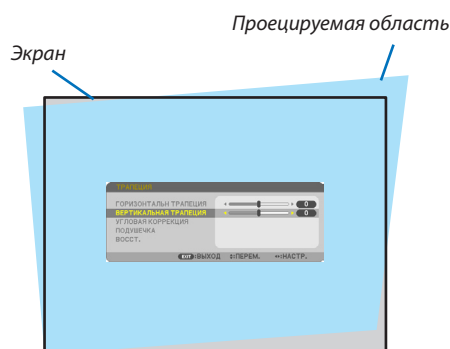 Проецируемая область
Экран
ТРАПЕЦИЯ
ГОРИЗОНТАЛЬН ТРАПЕЦИЯ 0
ВЕРТИКАЛЬНАЯ ТРАПЕЦИЯ 0
УГЛОВАЯ КОРРЕКЦИЯ
ПОДУШЕЧКА
ВОССТ.
EXIT :ВЫХОД ↕:ПЕРЕМ. ↔:НАСТР.